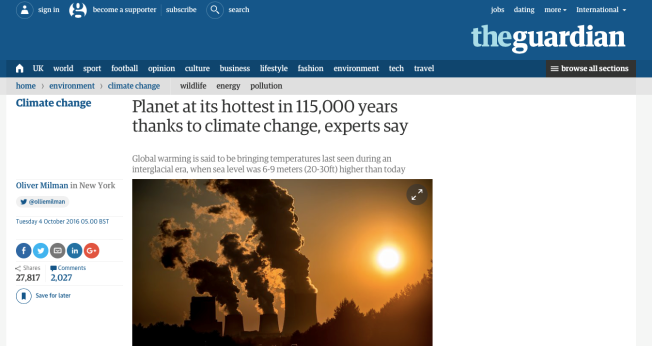 sign in become a supporter subscribe search jobs dating more International
theguardian
UK world sport football opinion culture business lifestyle fashion environment tech travel browse all sections
home › environment › climate change wildlife energy pollution
Climate change
Planet at its hottest in 115,000 years
thanks to climate change, experts say
Global warming is said to be bringing temperatures last seen during an
interglacial era, when sea level was 6-9 meters (20-30ft) higher than today
Oliver Milman in New York
@olliemilman
Tuesday 4 October 2016 05.00 BST
f in G+
Shares Comments
27,817 2,027
Save for later